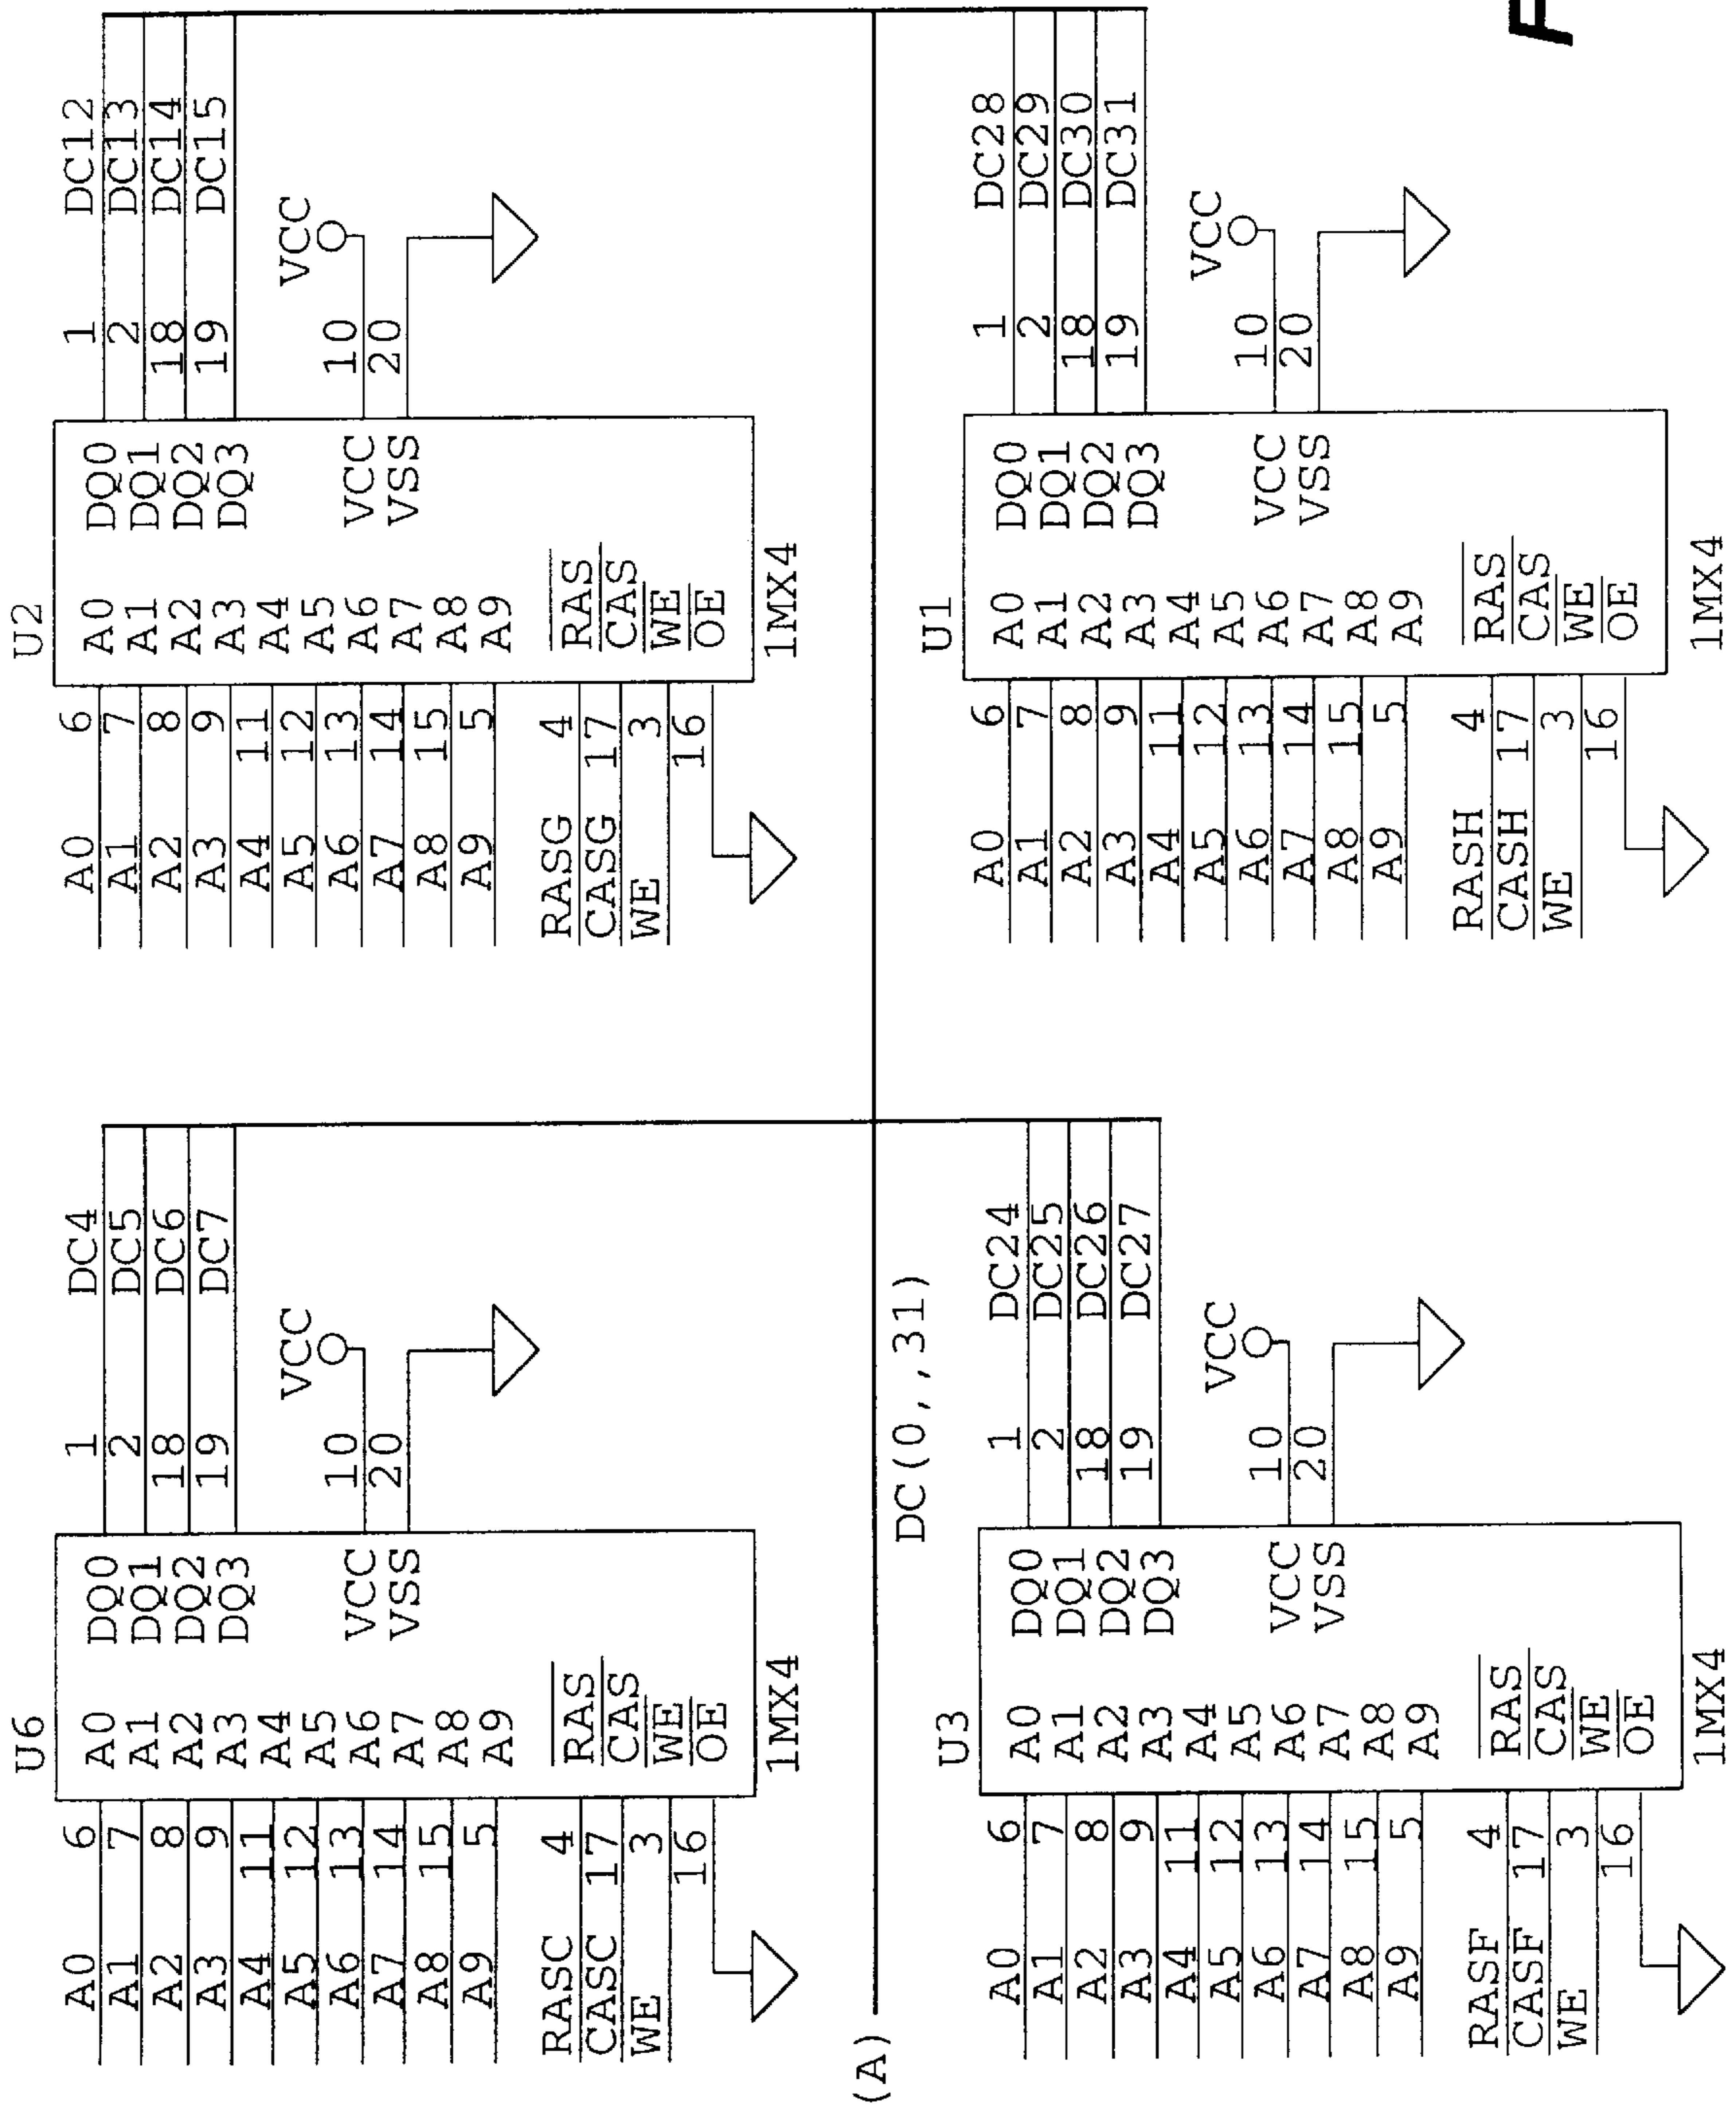 U6
A0 6 A0 DQ0 1 DC4
A1 7 A1 DQ1 2 DC5
A2 8 A2 DQ2 18 DC6
A3 9 A3 DQ3 19 DC7
A4 11 A4
A5 12 A5 VCC
A6 13 A6 VCC 10
A7 14 A7 VSS 20
A8 15 A8
A9 5 A9
RASC 4 RAS
CASC 17 CAS
WE 3 WE
16 OE
1MX4
U2
A0 6 A0 DQ0 1 DC12
A1 7 A1 DQ1 2 DC13
A2 8 A2 DQ2 18 DC14
A3 9 A3 DQ3 19 DC15
A4 11 A4
A5 12 A5 VCC
A6 13 A6 VCC 10
A7 14 A7 VSS 20
A8 15 A8
A9 5 A9
RASG 4 RAS
CASG 17 CAS
WE 3 WE
16 OE
1MX4
(A)
DC(0,,31)
U3
A0 6 A0 DQ0 1 DC24
A1 7 A1 DQ1 2 DC25
A2 8 A2 DQ2 18 DC26
A3 9 A3 DQ3 19 DC27
A4 11 A4
A5 12 A5 VCC
A6 13 A6 VCC 10
A7 14 A7 VSS 20
A8 15 A8
A9 5 A9
RASF 4 RAS
CASF 17 CAS
WE 3 WE
16 OE
1MX4
U1
A0 6 A0 DQ0 1 DC28
A1 7 A1 DQ1 2 DC29
A2 8 A2 DQ2 18 DC30
A3 9 A3 DQ3 19 DC31
A4 11 A4
A5 12 A5 VCC
A6 13 A6 VCC 10
A7 14 A7 VSS 20
A8 15 A8
A9 5 A9
RASH 4 RAS
CASH 17 CAS
WE 3 WE
16 OE
1MX4